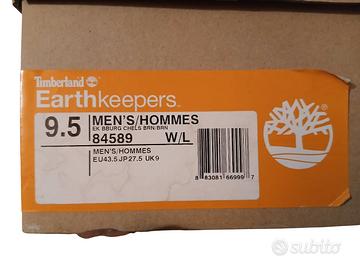 Timberland
Earthkeepers™
9.5
MEN'S/HOMMES
EK BBURG CHELS BRN/BRN
84589 W/L
MEN'S/HOMMES
EU43.5 JP27.5 UK9
8 83081 66999 7
subito